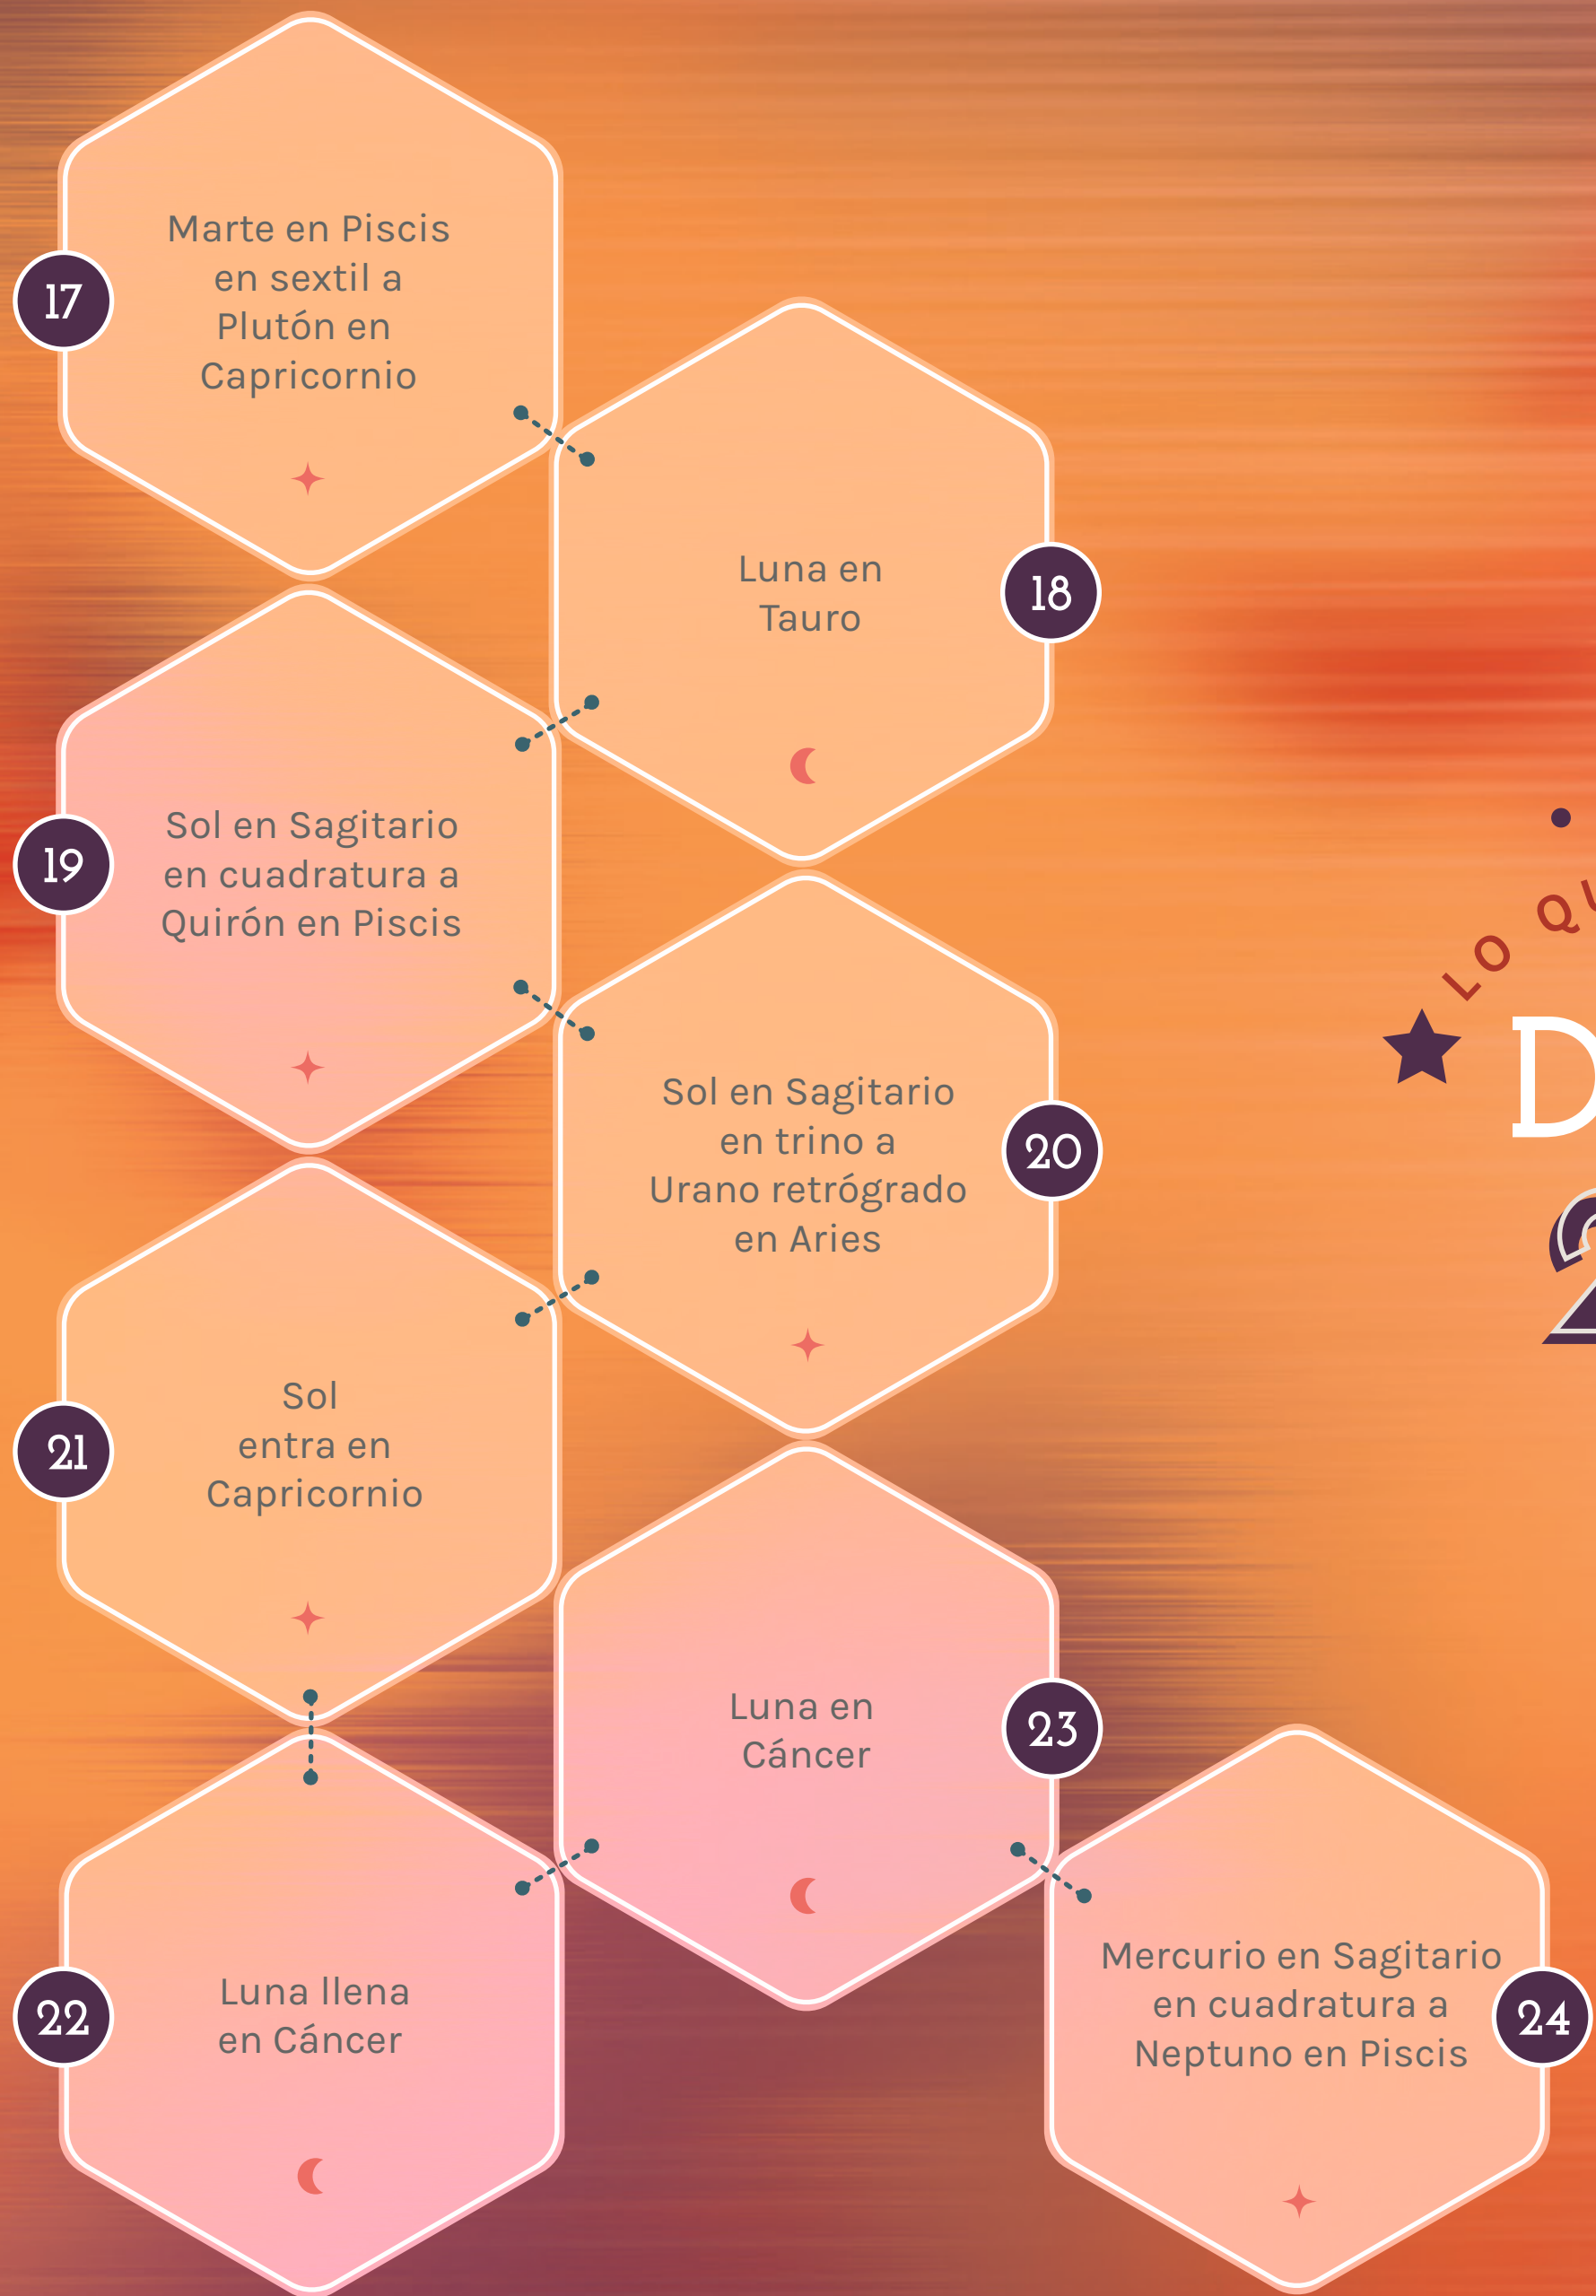 17
Marte en Piscis
en sextil a
Plutón en
Capricornio
18
Luna en
Tauro
19
Sol en Sagitario
en cuadratura a
Quirón en Piscis
20
Sol en Sagitario
en trino a
Urano retrógrado
en Aries
21
Sol
entra en
Capricornio
22
Luna llena
en Cáncer
23
Luna en
Cáncer
24
Mercurio en Sagitario
en cuadratura a
Neptuno en Piscis
LO